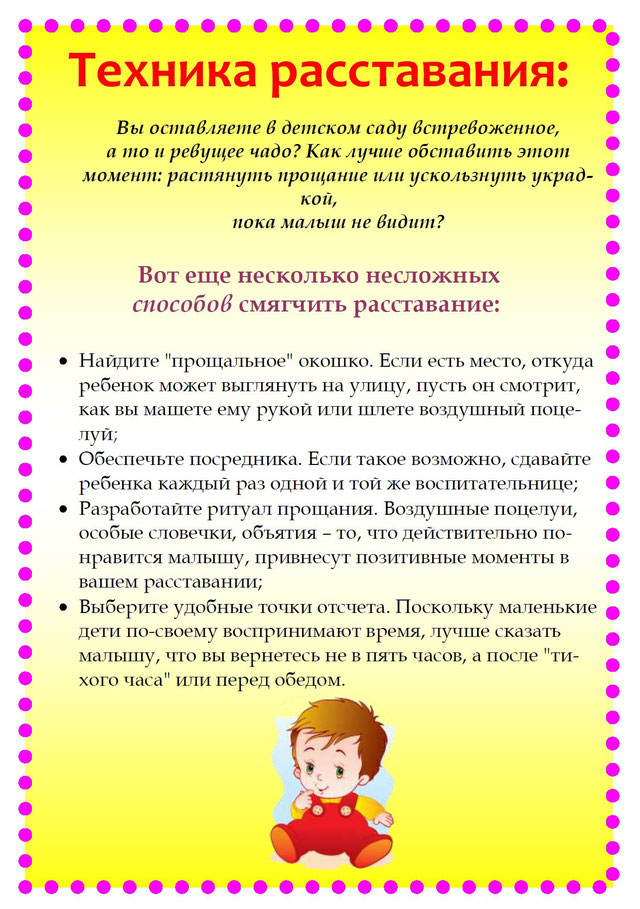 Техника расставания:
Вы оставляете в детском саду встревоженное,
а то и ревущее чадо? Как лучше обставить этот
момент: растянуть прощание или ускользнуть украд-
кой,
пока малыш не видит?
Вот еще несколько несложных
способов смягчить расставание:
• Найдите "прощальное" окошко. Если есть место, откуда
ребенок может выглянуть на улицу, пусть он смотрит,
как вы машете ему рукой или шлете воздушный поце-
луй;
• Обеспечьте посредника. Если такое возможно, сдавайте
ребенка каждый раз одной и той же воспитательнице;
• Разработайте ритуал прощания. Воздушные поцелуи,
особые словечки, объятия – то, что действительно по-
нравится малышу, привнесут позитивные моменты в
вашем расставании;
• Выберите удобные точки отсчета. Поскольку маленькие
дети по-своему воспринимают время, лучше сказать
малышу, что вы вернетесь не в пять часов, а после "ти-
хого часа" или перед обедом.